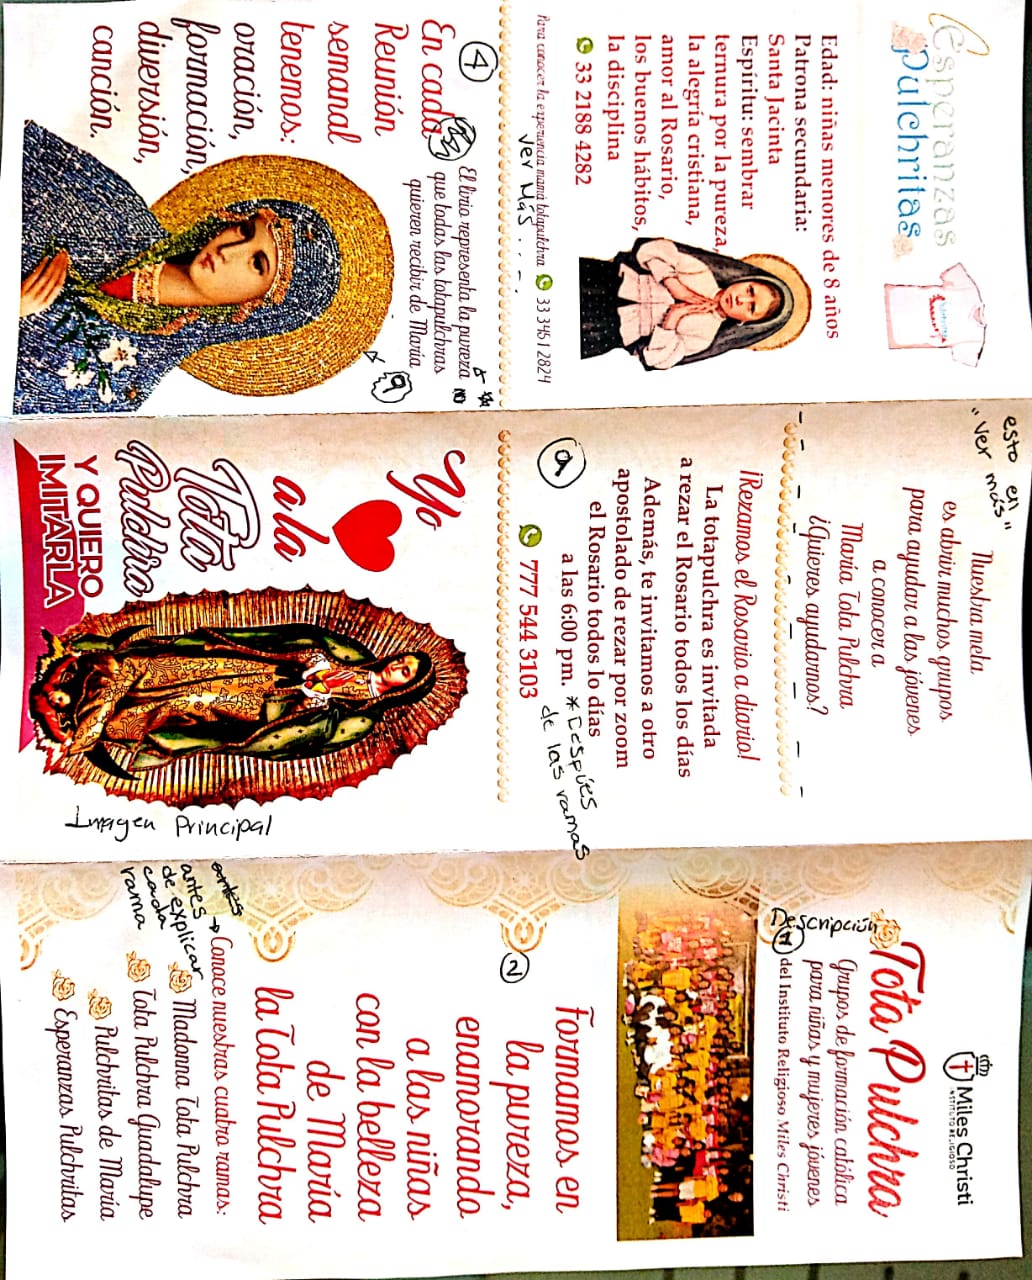 Esperanzas
Pulchritas
Edad: niñas menores de 8 años
Patrona secundaria:
Santa Jacinta
Espíritu: sembrar
ternura por la pureza,
la alegría cristiana,
amor al Rosario,
los buenos hábitos,
la disciplina
33 2188 4282
Para conocer la experiencia mamá totapulchra 33 3451 2824
Ver Más.....
4
En cada
Reunión
semanal
tenemos:
oración,
formación,
diversión,
canción.
El lirio representa la pureza
que todas las totapulchras
quieren recibir de María
9
esto en
"Ver más"
Nuestra meta
es abrir muchos grupos
para ayudar a las jóvenes
a conocer a
María Tota Pulchra
¿Quieres ayudarnos?
¡Rezamos el Rosario a diario!
La totapulchra es invitada
a rezar el Rosario todos los días
Además, te invitamos a otro
apostolado de rezar por zoom
el Rosario todos lo días
a las 6:00 pm.
* Después
de las ramas
9
777 544 3103
Yo
a la
Tota
Pulchra
Y QUIERO
IMITARLA
Imagen Principal
Miles Christi
INSTITUTO RELIGIOSO
Tota Pulchra
Grupos de formación católica
para niñas y mujeres jóvenes
del Instituto Religioso Miles Christi
Descripción
1
Formamos en
la pureza,
enamorando
a las niñas
con la belleza
de María
la Tota Pulchra
2
antes
antes
de explicar
cada
rama
Conoce nuestras cuatro ramas:
Madonna Tota Pulchra
Tota Pulchra Guadalupe
Pulchritas de María
Esperanzas Pulchritas